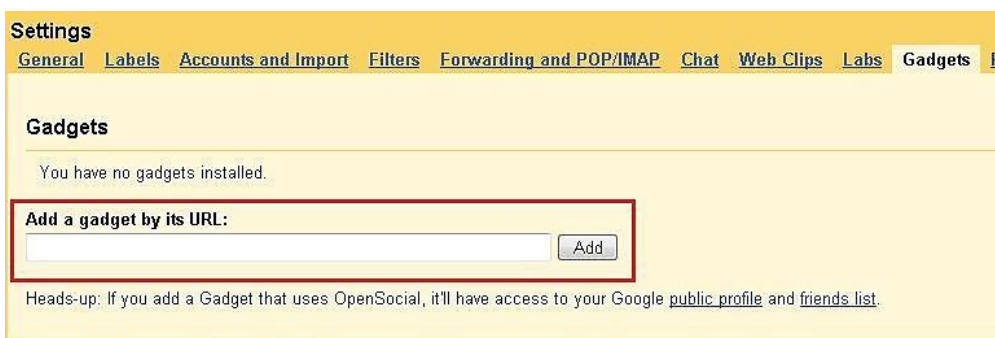 Settings
General Labels Accounts and Import Filters Forwarding and POP/IMAP Chat Web Clips Labs Gadgets
Gadgets
You have no gadgets installed.
Add a gadget by its URL:
Add
Heads-up: If you add a Gadget that uses OpenSocial, it'll have access to your Google public profile and friends list.